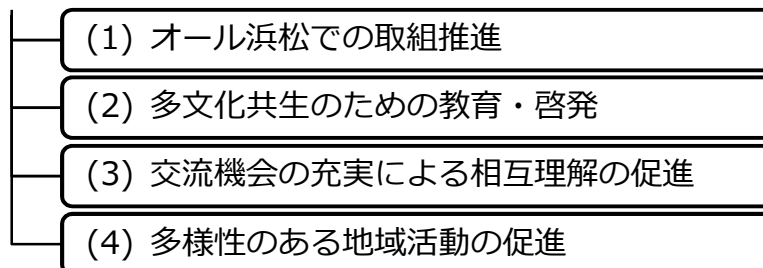 (1) オール浜松での取組推進
(2) 多文化共生のための教育・啓発
(3) 交流機会の充実による相互理解の促進
(4) 多様性のある地域活動の促進